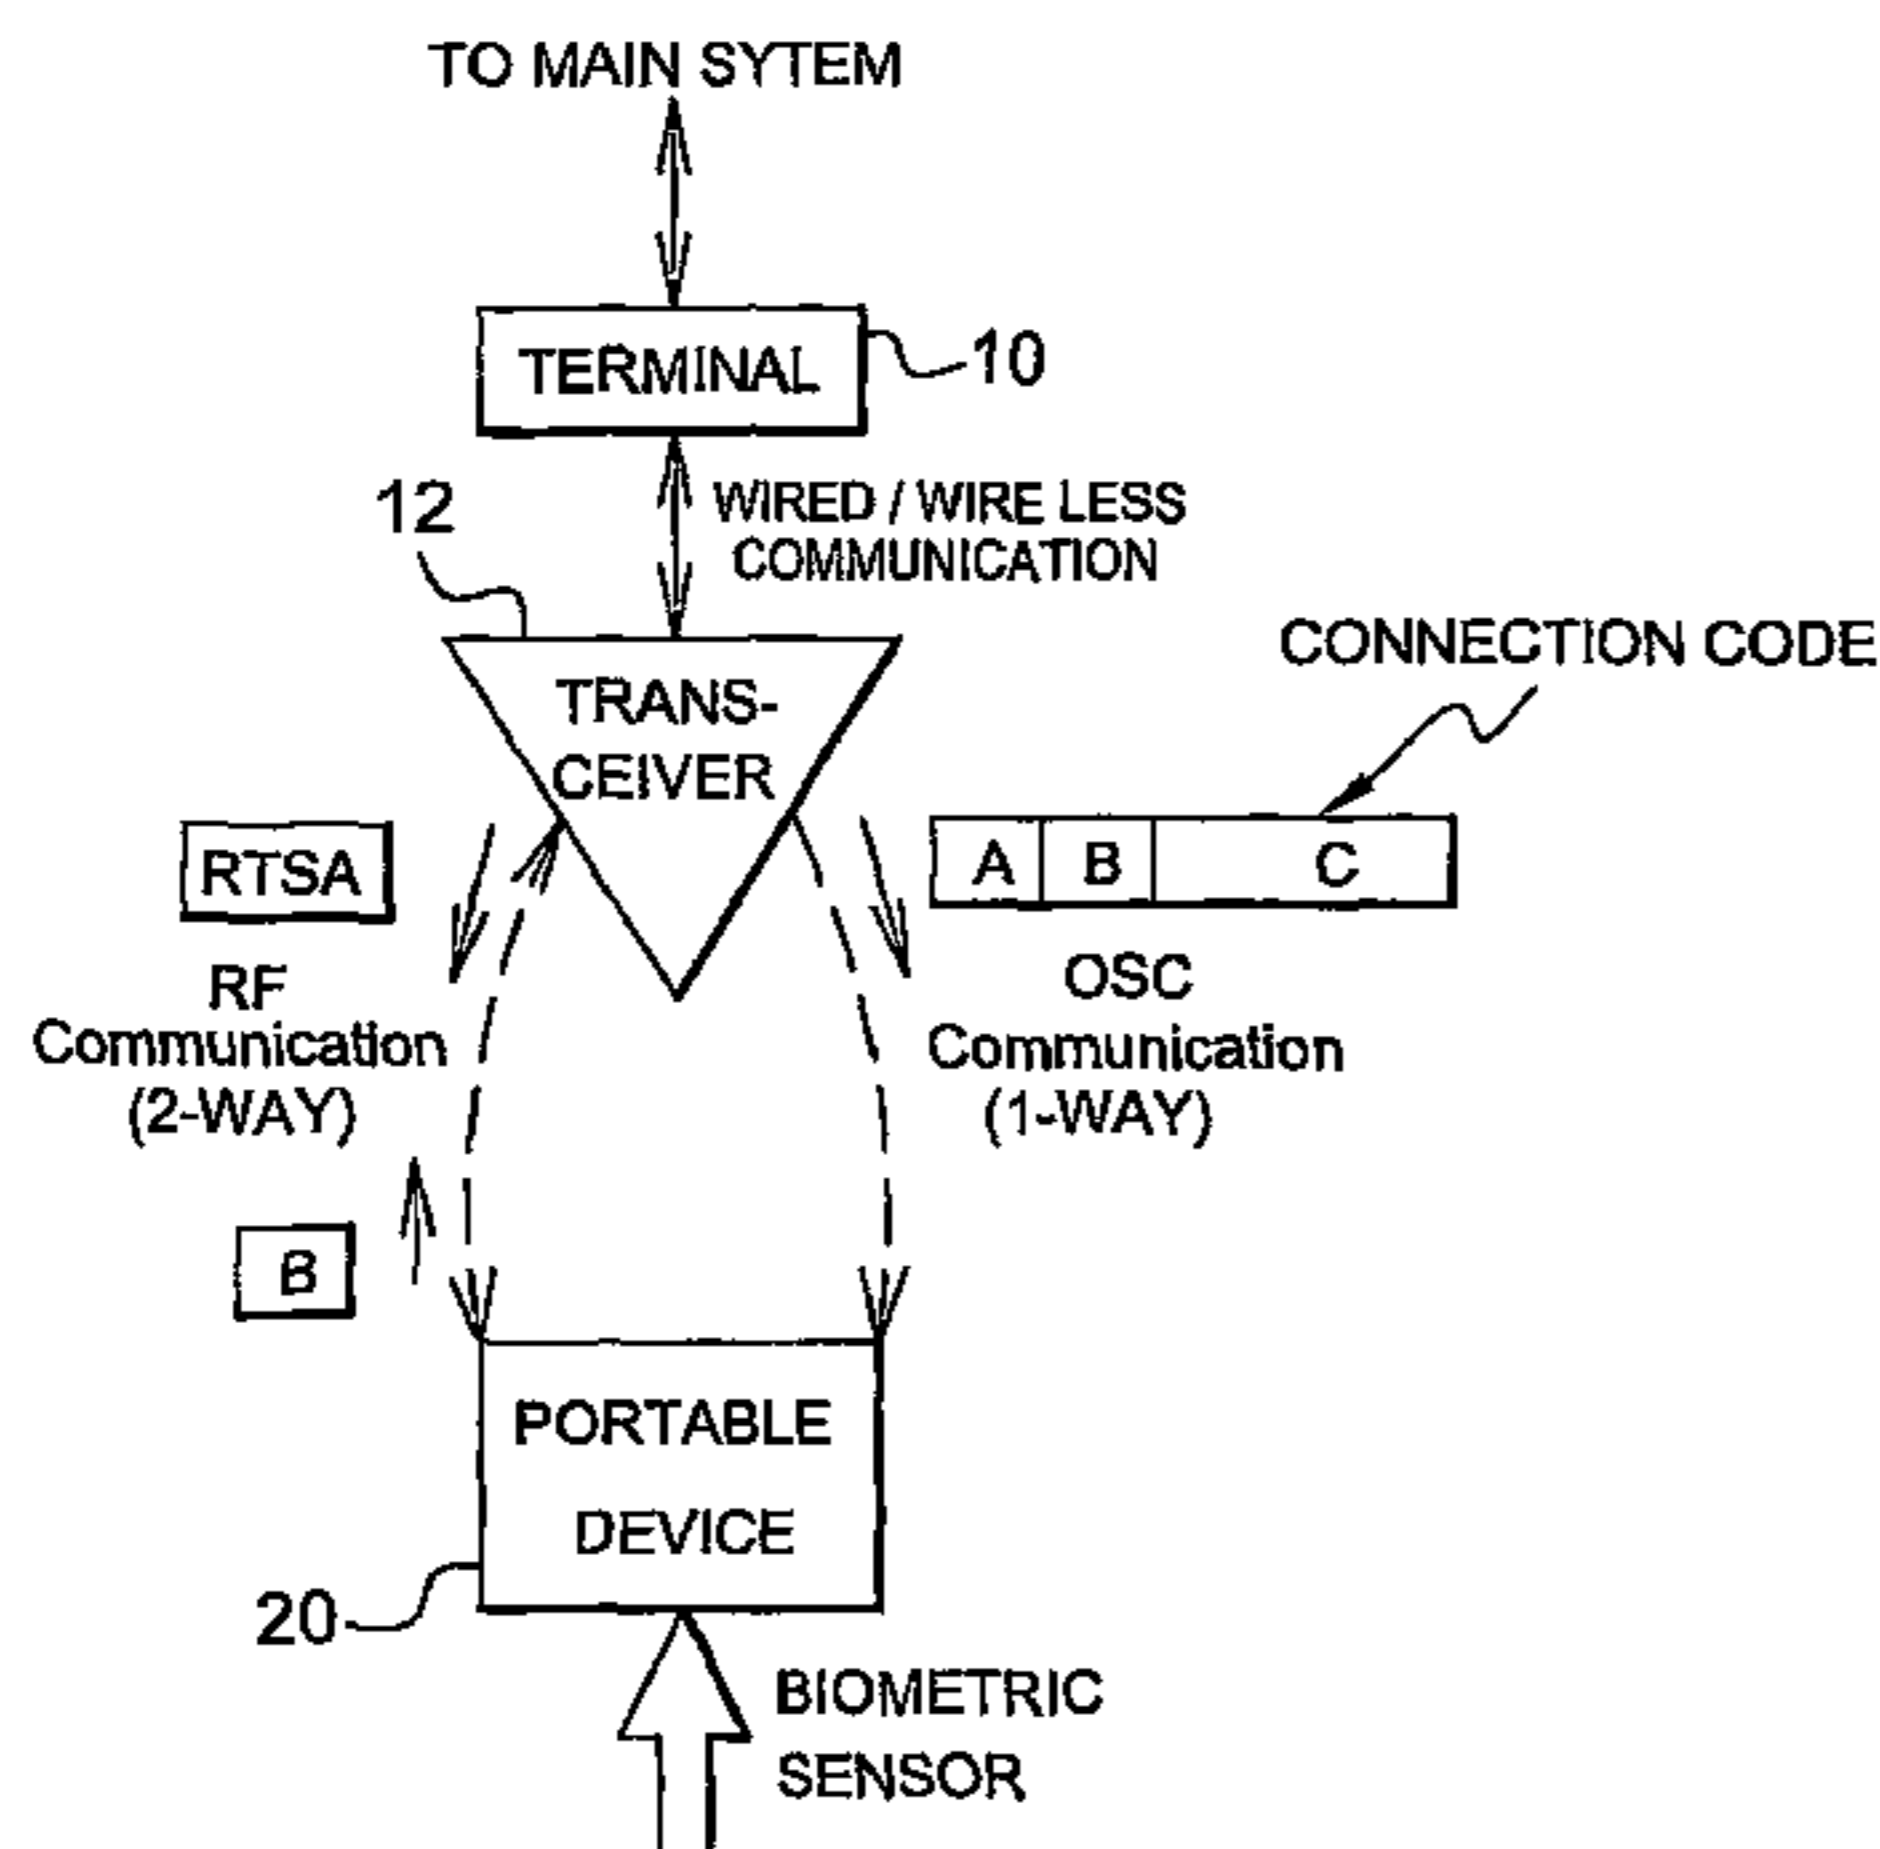 TO MAIN SYTEM
TERMINAL
10
12
WIRED / WIRE LESS
COMMUNICATION
CONNECTION CODE
TRANS-
CEIVER
RTSA
A B C
RF
Communication
(2-WAY)
OSC
Communication
(1-WAY)
B
PORTABLE
DEVICE
20
BIOMETRIC
SENSOR